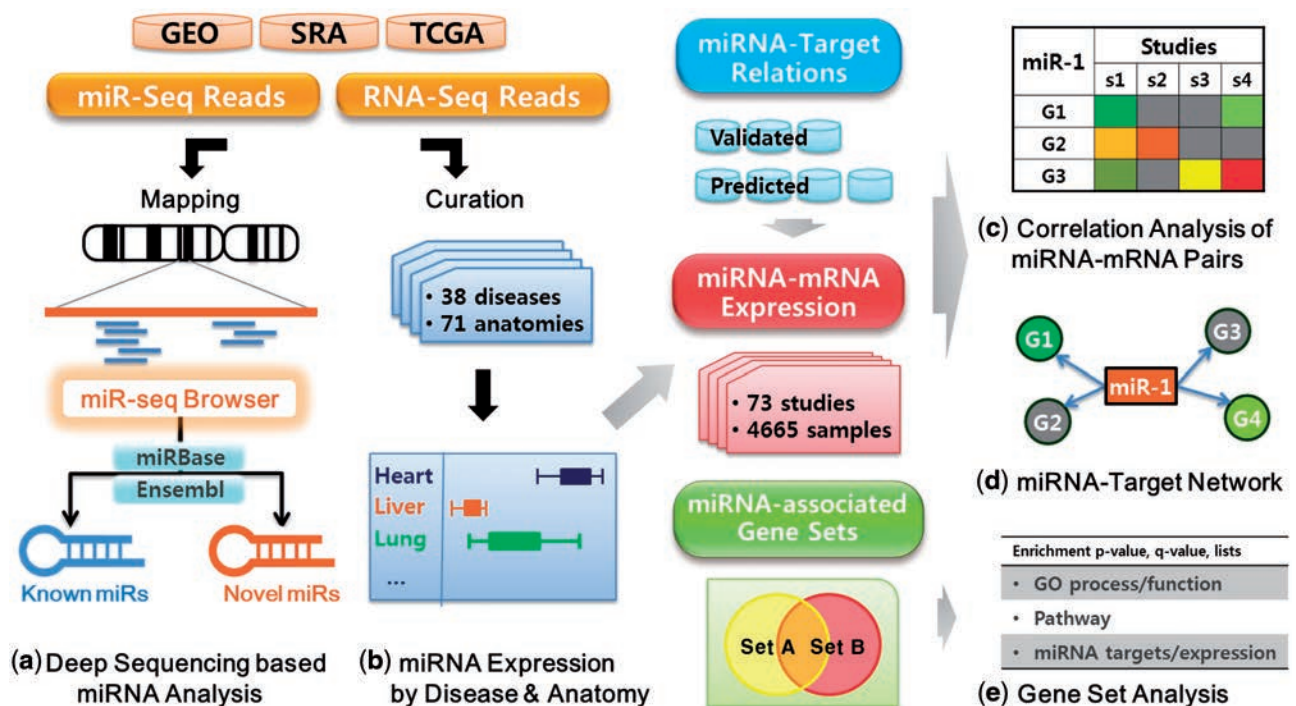 GEO SRA TCGA
miR-Seq Reads
RNA-Seq Reads
Mapping
Curation
• 38 diseases
• 71 anatomies
miR-seq Browser
miRBase
Ensembl
Known miRs
Novel miRs
Heart
Liver
Lung
...
(a) Deep Sequencing based
miRNA Analysis
(b) miRNA Expression
by Disease & Anatomy
miRNA-Target
Relations
Validated
Predicted
miRNA-mRNA
Expression
• 73 studies
• 4665 samples
miRNA-associated
Gene Sets
Set A Set B
miR-1 Studies
s1 s2 s3 s4
G1
G2
G3
(c) Correlation Analysis of
miRNA-mRNA Pairs
G1
G3
miR-1
G2
G4
(d) miRNA-Target Network
Enrichment p-value, q-value, lists
• GO process/function
• Pathway
• miRNA targets/expression
(e) Gene Set Analysis